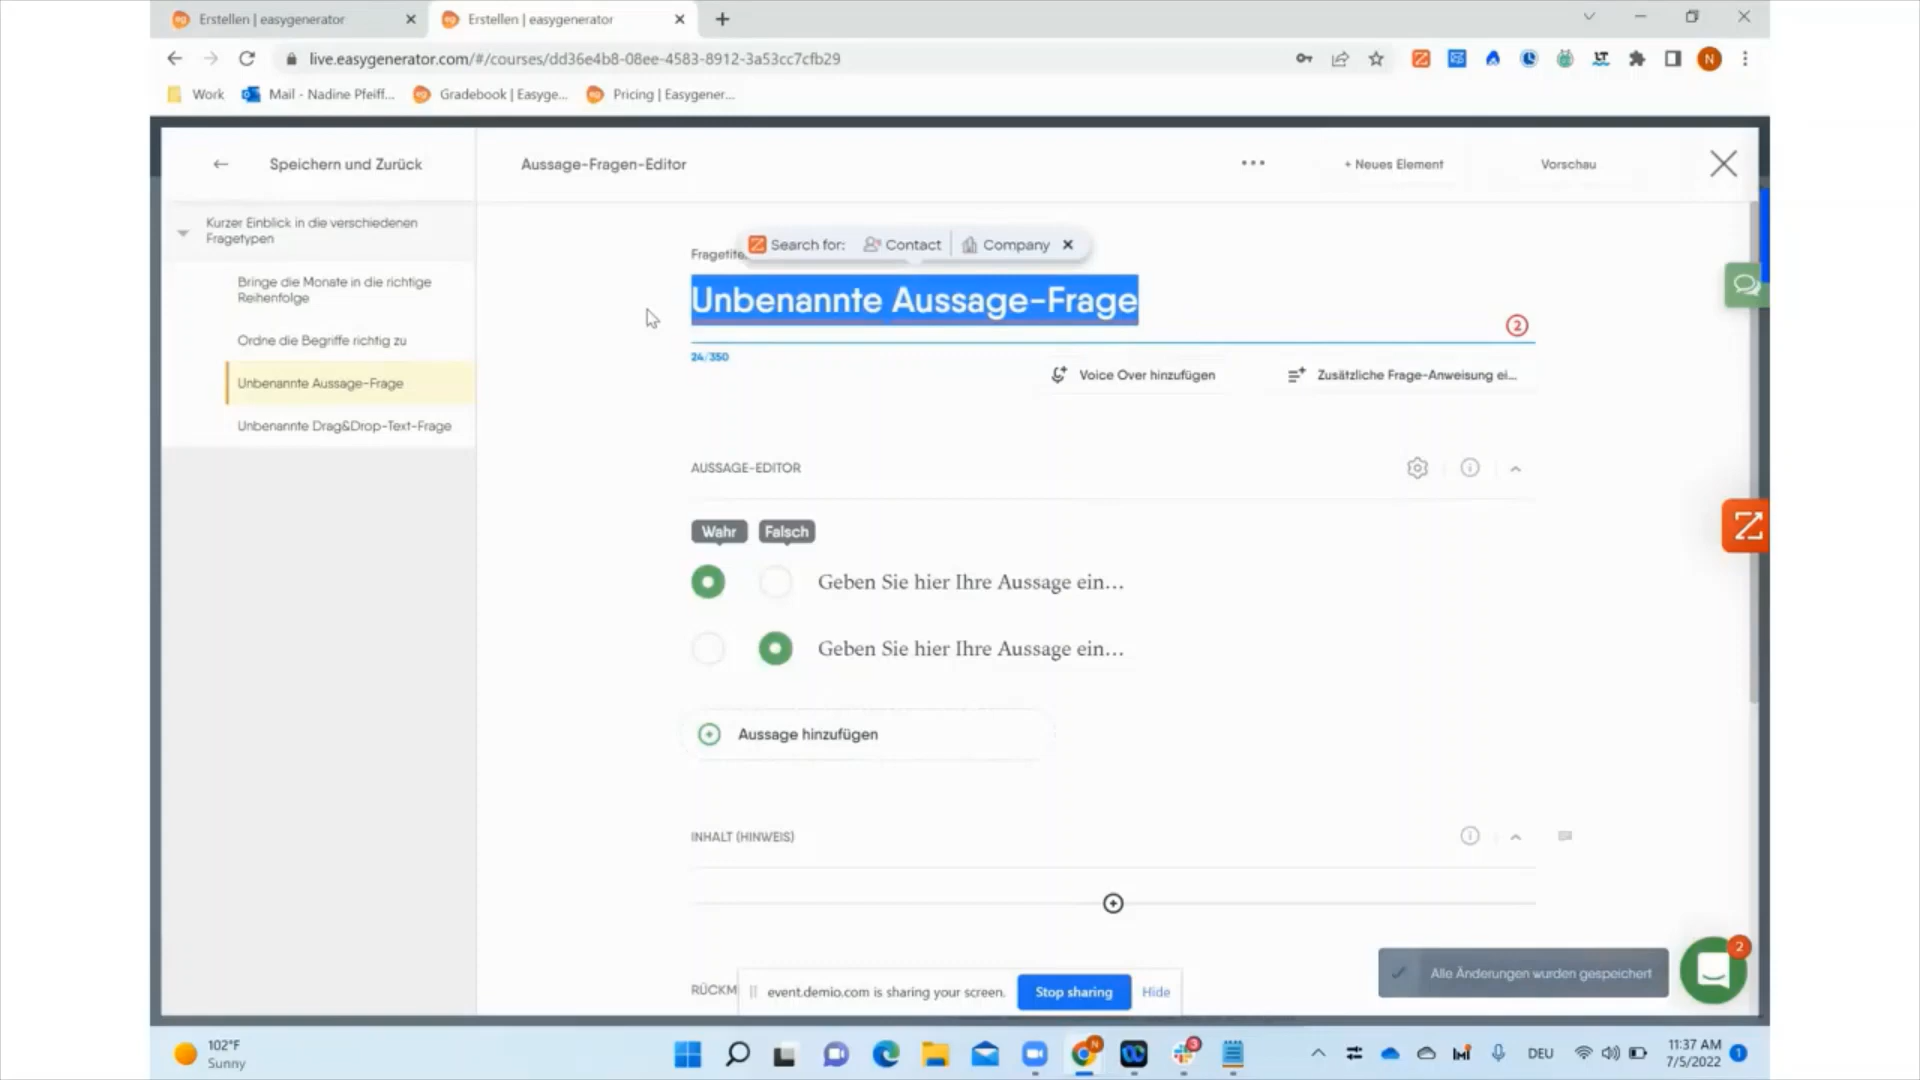 Erstellen | easygenerator
Erstellen | easygenerator
live.easygenerator.com/#/courses/dd36e4b8-08ee-4583-8912-3a53cc7cfb29
LT
N
Work
Mail - Nadine Pfeiff...
Gradebook | Easyge...
Pricing | Easygener...
Speichern und Zurück
Aussage-Fragen-Editor
+ Neues Element
Vorschau
Kurzer Einblick in die verschiedenen
Fragetypen
Bringe die Monate in die richtige
Reihenfolge
Ordne die Begriffe richtig zu
Unbenannte Aussage-Frage
Unbenannte Drag&Drop-Text-Frage
Search for:
Contact
Company
Fragetite
Unbenannte Aussage-Frage
2
24/350
Voice Over hinzufügen
Zusätzliche Frage-Anweisung ei...
AUSSAGE-EDITOR
Wahr
Falsch
Geben Sie hier Ihre Aussage ein...
Geben Sie hier Ihre Aussage ein...
Aussage hinzufügen
INHALT (HINWEIS)
RÜCKM
event.demio.com is sharing your screen.
Stop sharing
Hide
Alle Änderungen wurden gespeichert
2
102°F
Sunny
N
3
DEU
11:37 AM
7/5/2022
1